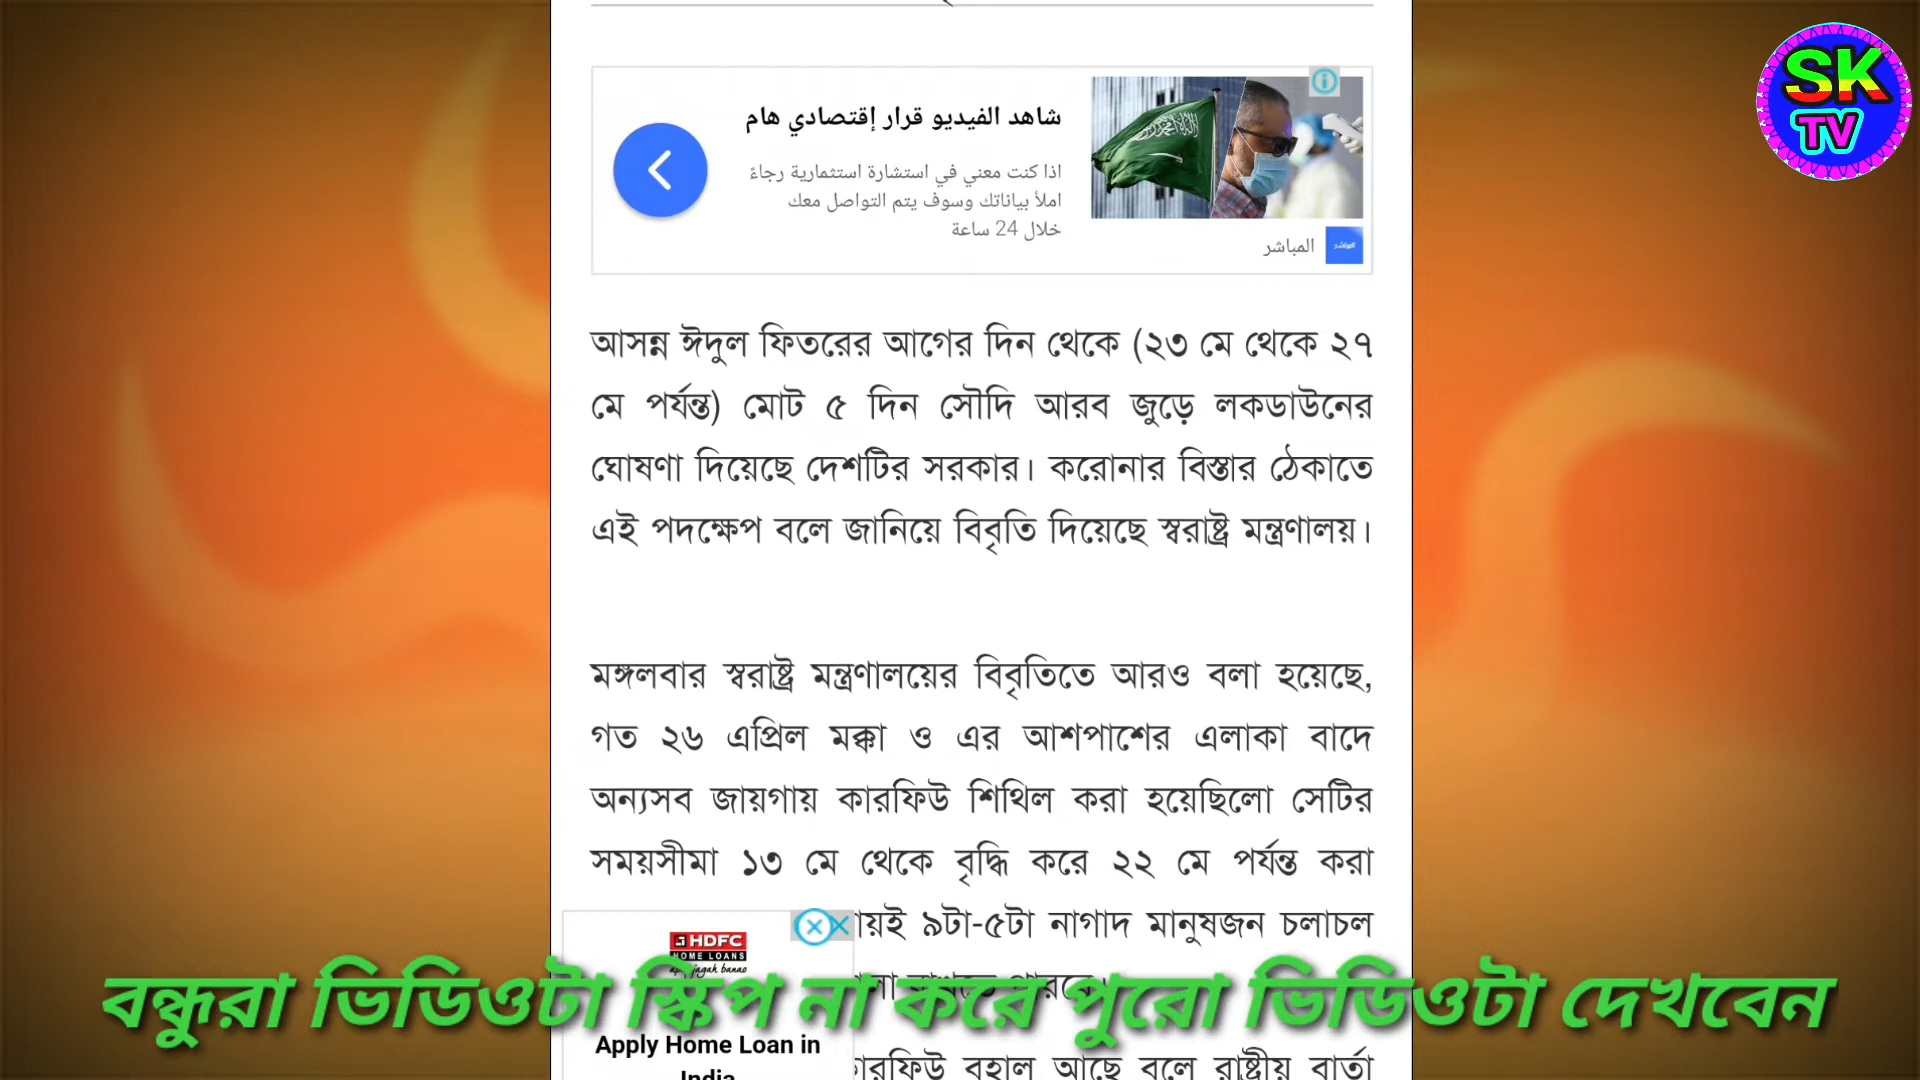 SK
TV
شاهد الفيديو قرار إقتصادي هام
اذا كنت معني في استشارة استثمارية رجاءً
املأ بياناتك وسوف يتم التواصل معك
خلال 24 ساعة
المباشر
আসন্ন ঈদুল ফিতরের আগের দিন থেকে (২৩ মে থেকে ২৭
মে পর্যন্ত) মোট ৫ দিন সৌদি আরব জুড়ে লকডাউনের
ঘোষণা দিয়েছে দেশটির সরকার। করোনার বিস্তার ঠেকাতে
এই পদক্ষেপ বলে জানিয়ে বিবৃতি দিয়েছে স্বরাষ্ট্র মন্ত্রণালয়।
মঙ্গলবার স্বরাষ্ট্র মন্ত্রণালয়ের বিবৃতিতে আরও বলা হয়েছে,
গত ২৬ এপ্রিল মক্কা ও এর আশপাশের এলাকা বাদে
অন্যসব জায়গায় কারফিউ শিথিল করা হয়েছিলো সেটির
সময়সীমা ১৩ মে থেকে বৃদ্ধি করে ২২ মে পর্যন্ত করা
৯টা-৫টা নাগাদ মানুষজন চলাচল
HDFC
HOME LOANS
বন্ধুরা ভিডিওটা স্কিপ না করে পুরো ভিডিওটা দেখবেন
Apply Home Loan in
India
বহাল আছে বলে রাষ্ট্রীয় বার্তা